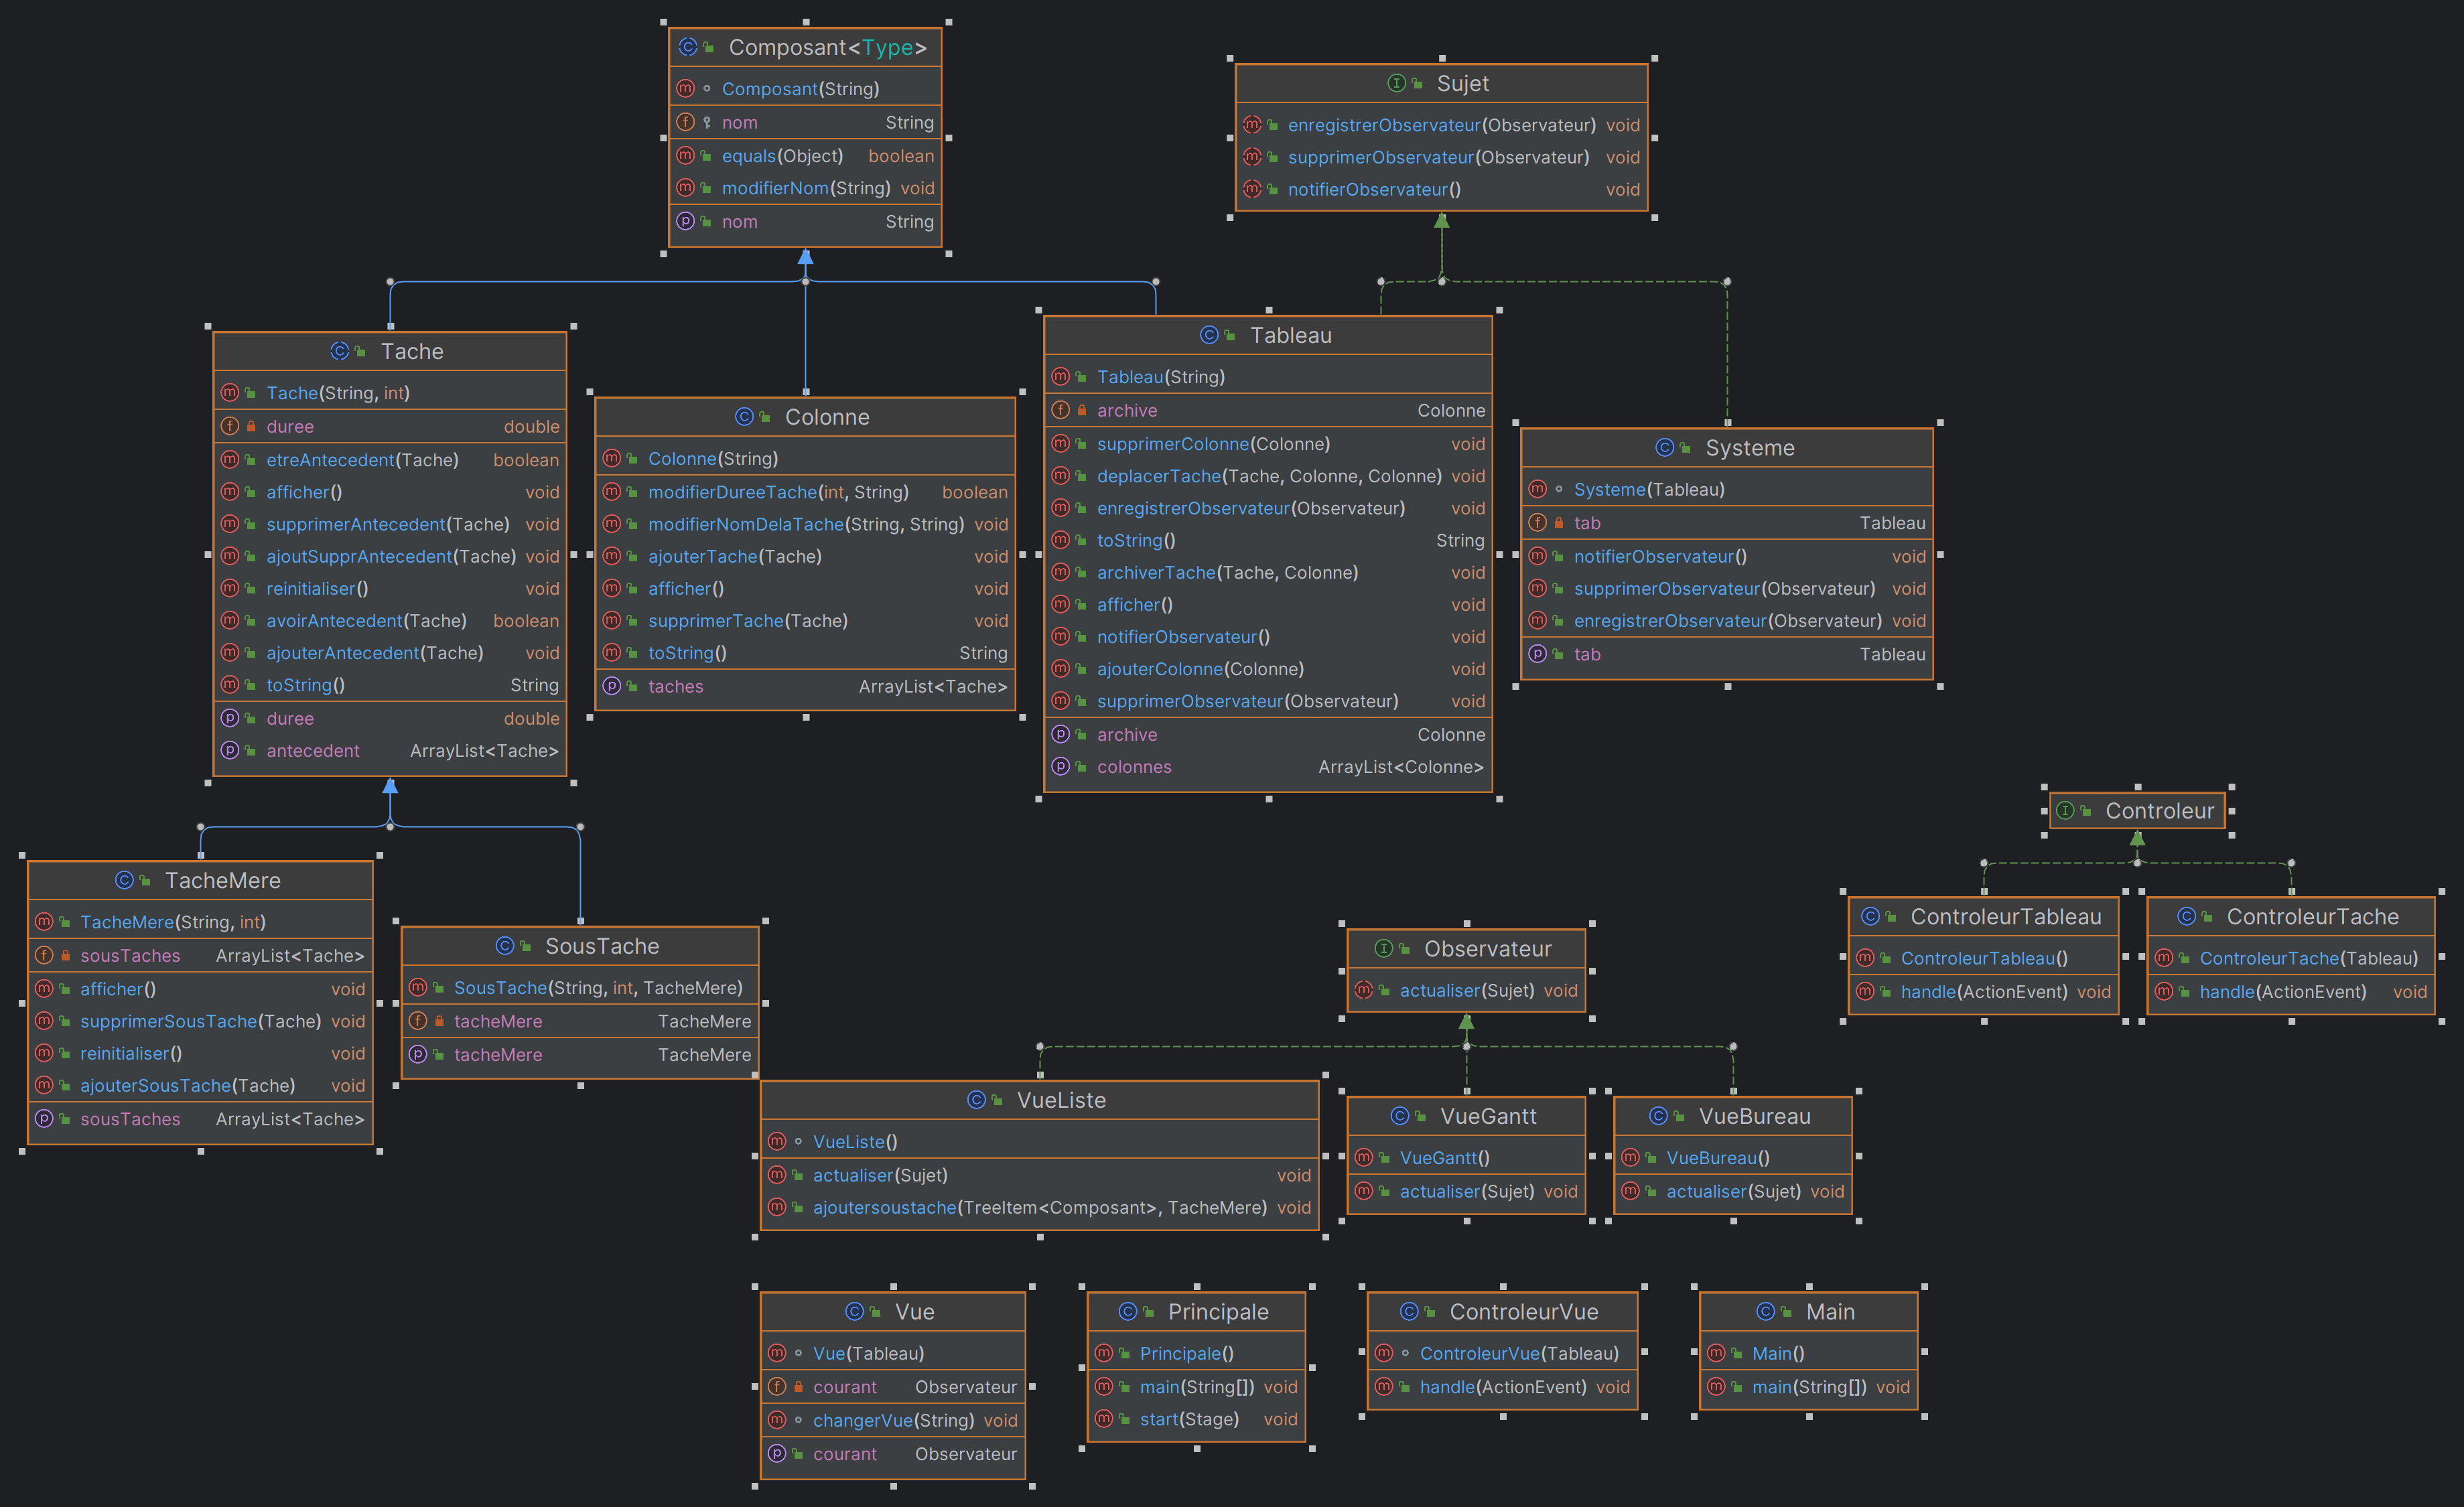 Composant<Type>
Composant(String)
nom String
equals(Object) boolean
modifierNom(String) void
nom String
Sujet
enregistrerObservateur(Observateur) void
supprimerObservateur(Observateur) void
notifierObservateur() void
Tache
Tache(String, int)
duree double
etreAntecedent(Tache) boolean
afficher() void
supprimerAntecedent(Tache) void
ajoutSupprAntecedent(Tache) void
reinitialiser() void
avoirAntecedent(Tache) boolean
ajouterAntecedent(Tache) void
toString() String
duree double
antecedent ArrayList<Tache>
Colonne
Colonne(String)
modifierDureeTache(int, String) boolean
modifierNomDelaTache(String, String) void
ajouterTache(Tache) void
afficher() void
supprimerTache(Tache) void
toString() String
taches ArrayList<Tache>
Tableau
Tableau(String)
archive Colonne
supprimerColonne(Colonne) void
deplacerTache(Tache, Colonne, Colonne) void
enregistrerObservateur(Observateur) void
toString() String
archiverTache(Tache, Colonne) void
afficher() void
notifierObservateur() void
ajouterColonne(Colonne) void
supprimerObservateur(Observateur) void
archive Colonne
colonnes ArrayList<Colonne>
Systeme
Systeme(Tableau)
tab Tableau
notifierObservateur() void
supprimerObservateur(Observateur) void
enregistrerObservateur(Observateur) void
tab Tableau
Controleur
TacheMere
TacheMere(String, int)
sousTaches ArrayList<Tache>
afficher() void
supprimerSousTache(Tache) void
reinitialiser() void
ajouterSousTache(Tache) void
sousTaches ArrayList<Tache>
SousTache
SousTache(String, int, TacheMere)
tacheMere TacheMere
tacheMere TacheMere
Observateur
actualiser(Sujet) void
ControleurTableau
ControleurTableau()
handle(ActionEvent) void
ControleurTache
ControleurTache(Tableau)
handle(ActionEvent) void
VueListe
VueListe()
actualiser(Sujet) void
ajoutersoustache(TreeItem<Composant>, TacheMere) void
VueGantt
VueGantt()
actualiser(Sujet) void
VueBureau
VueBureau()
actualiser(Sujet) void
Vue
Vue(Tableau)
courant Observateur
changerVue(String) void
courant Observateur
Principale
Principale()
main(String[]) void
start(Stage) void
ControleurVue
ControleurVue(Tableau)
handle(ActionEvent) void
Main
Main()
main(String[]) void